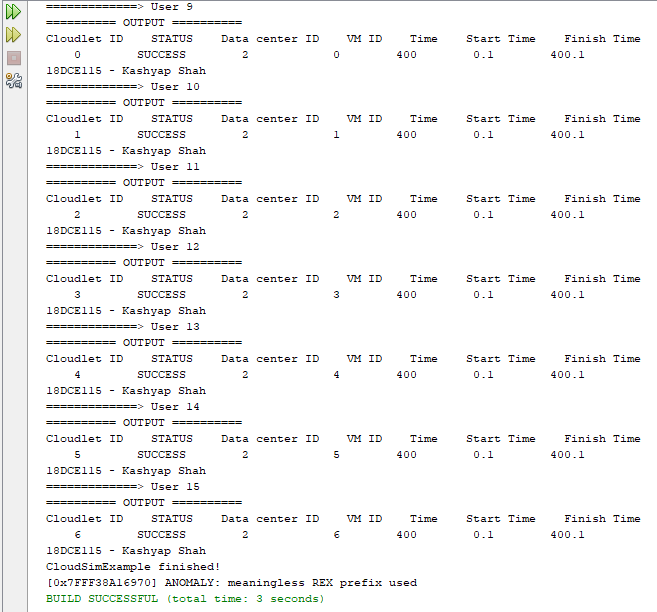 =============> User 9
========== OUTPUT ==========
Cloudlet ID    STATUS    Data center ID    VM ID    Time    Start Time    Finish Time
0    SUCCESS    2    0    400    0.1    400.1
18DCE115 - Kashyap Shah
=============> User 10
========== OUTPUT ==========
Cloudlet ID    STATUS    Data center ID    VM ID    Time    Start Time    Finish Time
1    SUCCESS    2    1    400    0.1    400.1
18DCE115 - Kashyap Shah
=============> User 11
========== OUTPUT ==========
Cloudlet ID    STATUS    Data center ID    VM ID    Time    Start Time    Finish Time
2    SUCCESS    2    2    400    0.1    400.1
18DCE115 - Kashyap Shah
=============> User 12
========== OUTPUT ==========
Cloudlet ID    STATUS    Data center ID    VM ID    Time    Start Time    Finish Time
3    SUCCESS    2    3    400    0.1    400.1
18DCE115 - Kashyap Shah
=============> User 13
========== OUTPUT ==========
Cloudlet ID    STATUS    Data center ID    VM ID    Time    Start Time    Finish Time
4    SUCCESS    2    4    400    0.1    400.1
18DCE115 - Kashyap Shah
=============> User 14
========== OUTPUT ==========
Cloudlet ID    STATUS    Data center ID    VM ID    Time    Start Time    Finish Time
5    SUCCESS    2    5    400    0.1    400.1
18DCE115 - Kashyap Shah
=============> User 15
========== OUTPUT ==========
Cloudlet ID    STATUS    Data center ID    VM ID    Time    Start Time    Finish Time
6    SUCCESS    2    6    400    0.1    400.1
18DCE115 - Kashyap Shah
CloudSimExample finished!
[0x7FFF38A16970] ANOMALY: meaningless REX prefix used
BUILD SUCCESSFUL (total time: 3 seconds)